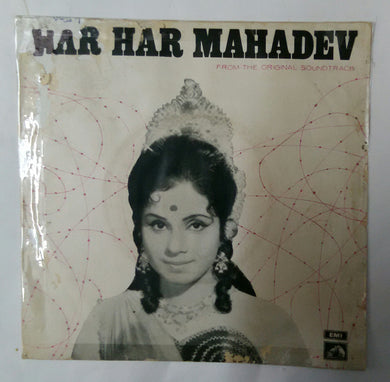 HAR HAR MAHADEV
FROM THE ORIGINAL SOUNDTRACK
EMI